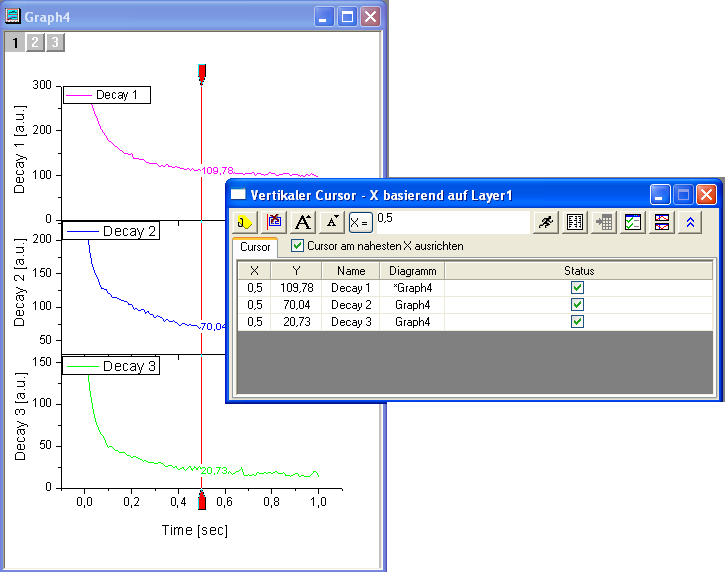 Graph4
1 2 3
Decay 1
300
200
100
0
Decay 1 [a.u.]
109,78
Decay 2
200
150
100
50
Decay 2 [a.u.]
70,04
Decay 3
150
100
50
0
Decay 3 [a.u.]
20,73
0,0 0,2 0,4 0,6 0,8 1,0
Time [sec]
Vertikaler Cursor - X basierend auf Layer1
A A X = 0,5
Cursor Cursor am nahesten X ausrichten
X Y Name Diagramm Status
0,5 109,78 Decay 1 *Graph4
0,5 70,04 Decay 2 Graph4
0,5 20,73 Decay 3 Graph4